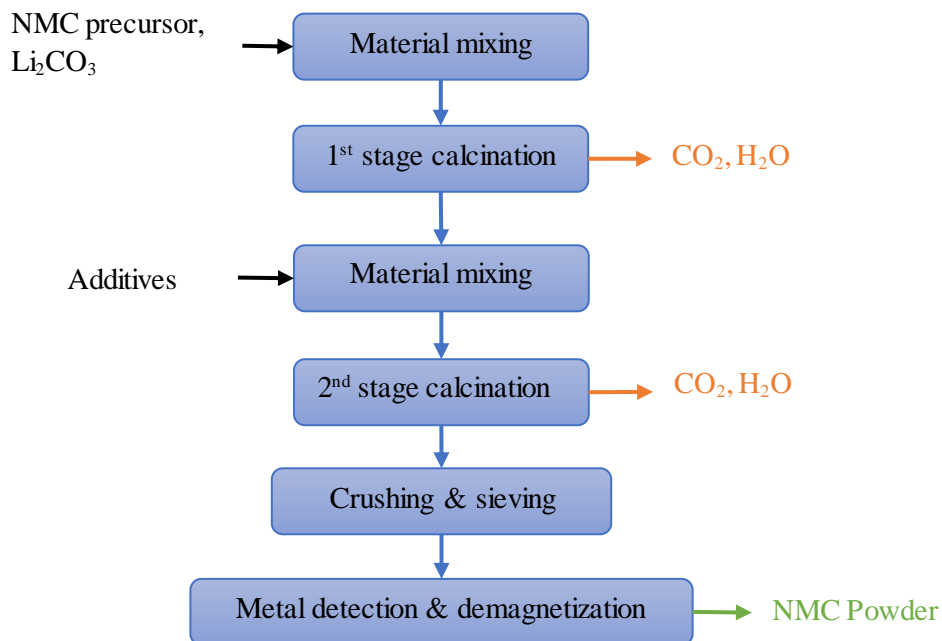 NMC precursor,
Li₂CO₃
Material mixing
1ˢᵗ stage calcination
CO₂, H₂O
Additives
Material mixing
2ⁿᵈ stage calcination
CO₂, H₂O
Crushing & sieving
Metal detection & demagnetization
NMC Powder